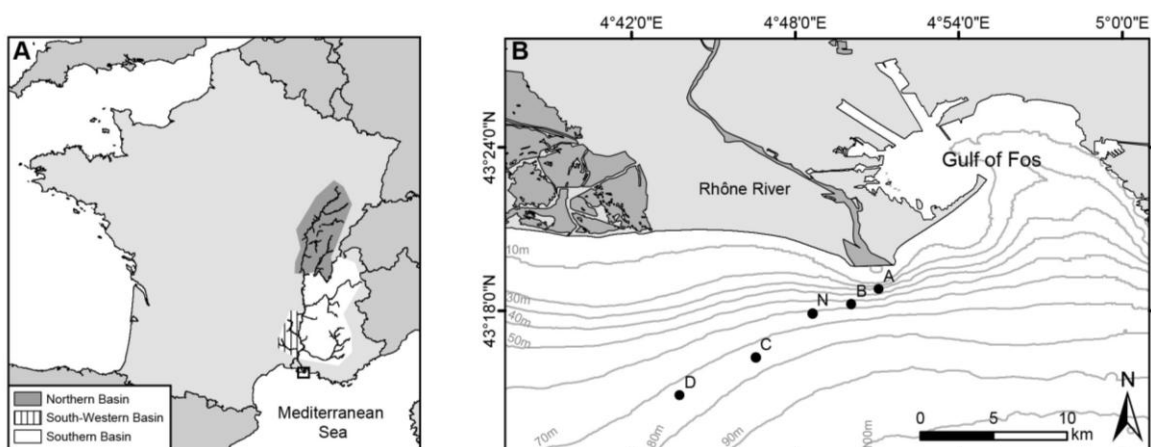 A
Northern Basin
South-Western Basin
Southern Basin
Mediterranean
Sea
4°42'0"E 4°48'0"E 4°54'0"E 5°0'0"E
B
43°24'0"N
43°18'0"N
Gulf of Fos
Rhône River
10m
30m
40m
50m
70m
80m
90m
100m
A
B
N
C
D
N
0 5 10
km